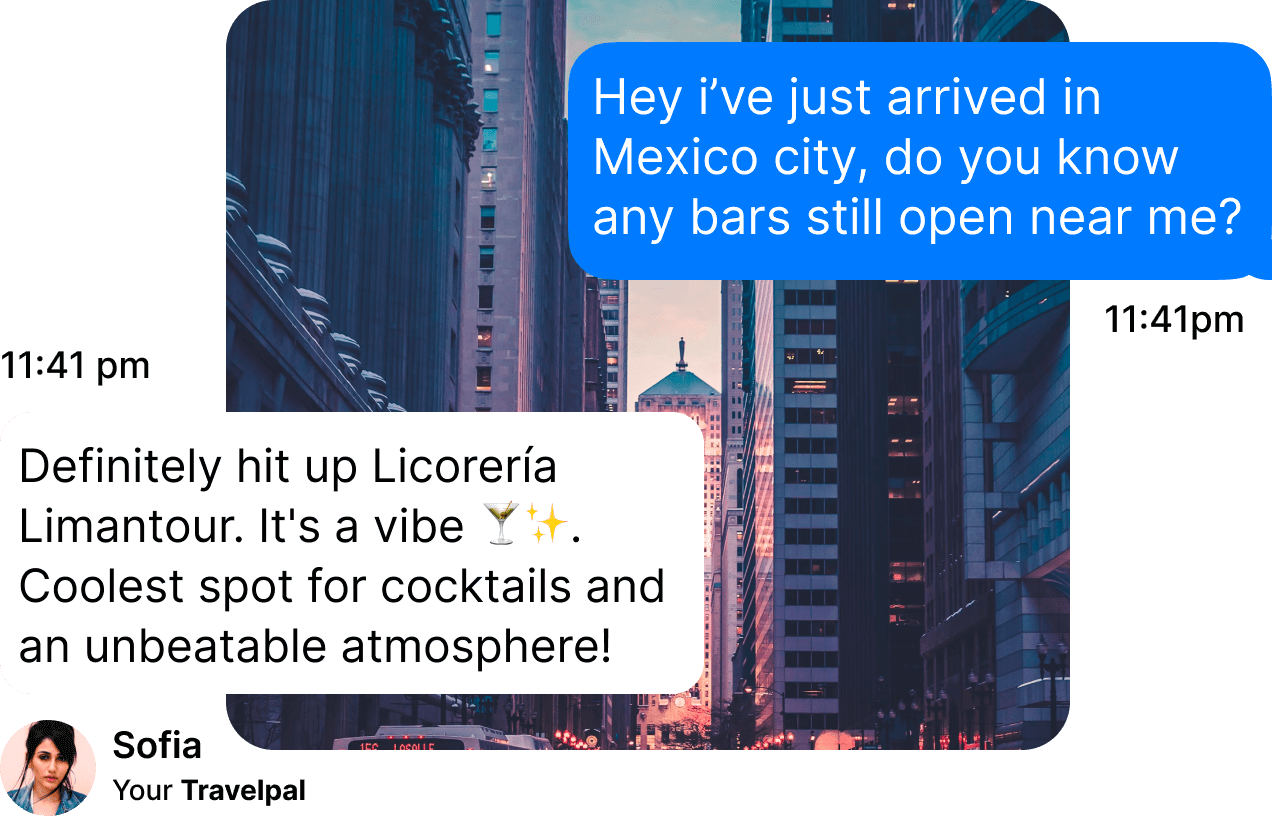 Hey i’ve just arrived in
Mexico city, do you know
any bars still open near me?
11:41pm
11:41 pm
Definitely hit up Licorería
Limantour. It's a vibe 🍸✨.
Coolest spot for cocktails and
an unbeatable atmosphere!
156 LASALLE
Sofia
Your Travelpal